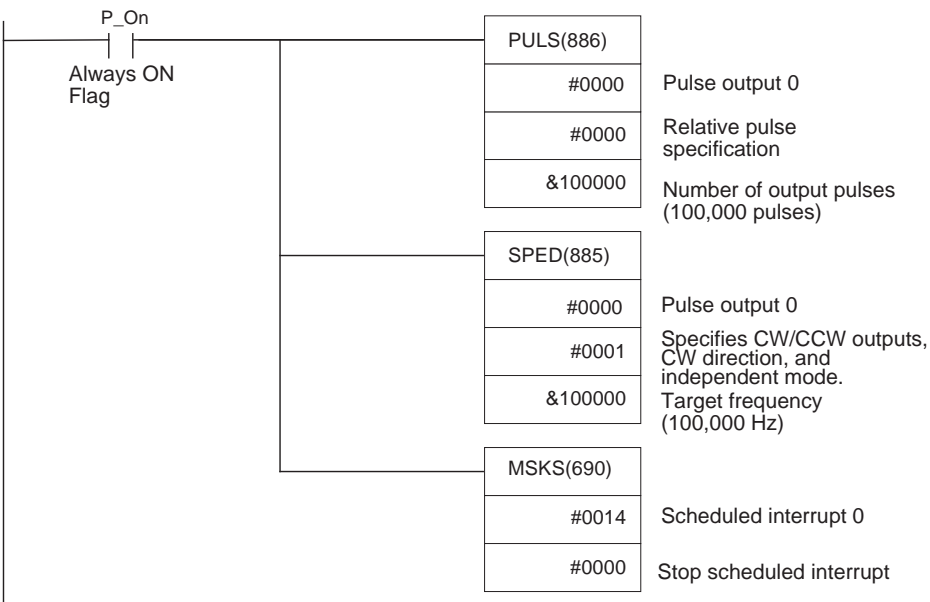 P_On
Always ON
Flag
PULS(886)
#0000
Pulse output 0
#0000
Relative pulse
specification
&100000
Number of output pulses
(100,000 pulses)
SPED(885)
#0000
Pulse output 0
#0001
Specifies CW/CCW outputs,
CW direction, and
independent mode.
&100000
Target frequency
(100,000 Hz)
MSKS(690)
#0014
Scheduled interrupt 0
#0000
Stop scheduled interrupt